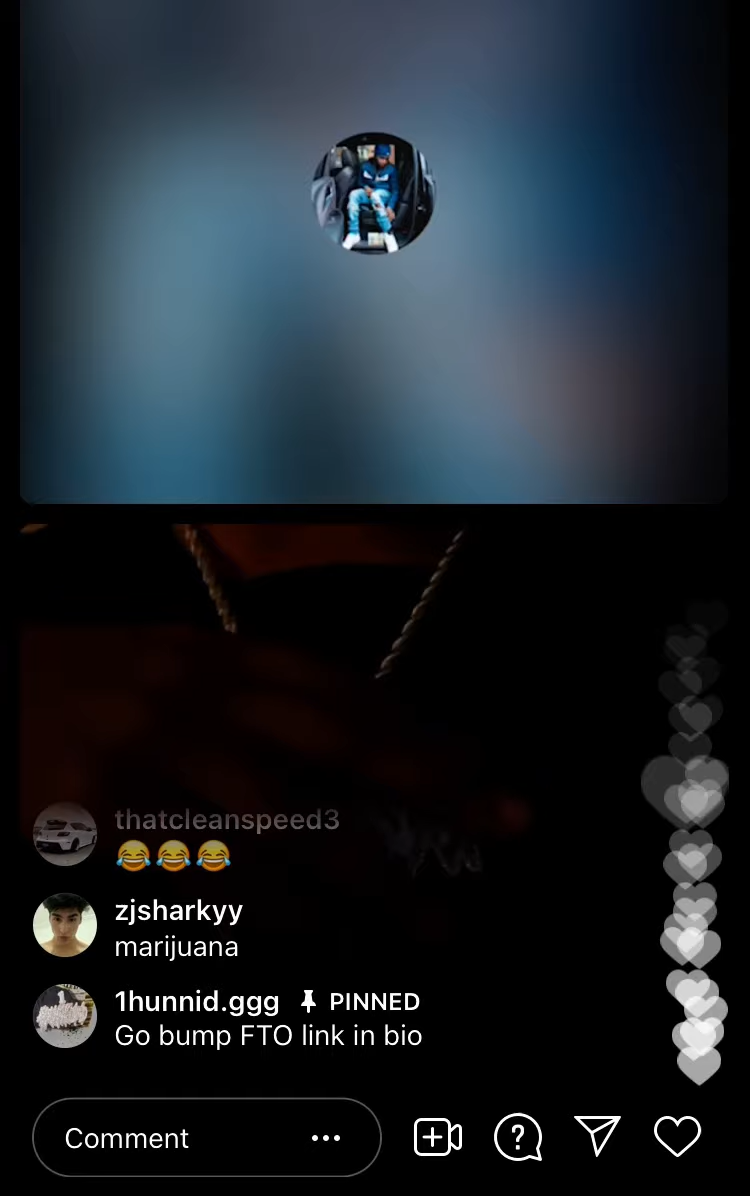 thatcleanspeed3
😂😂😂
zjsharkyy
marijuana
1hunnid.ggg PINNED
Go bump FTO link in bio
Comment